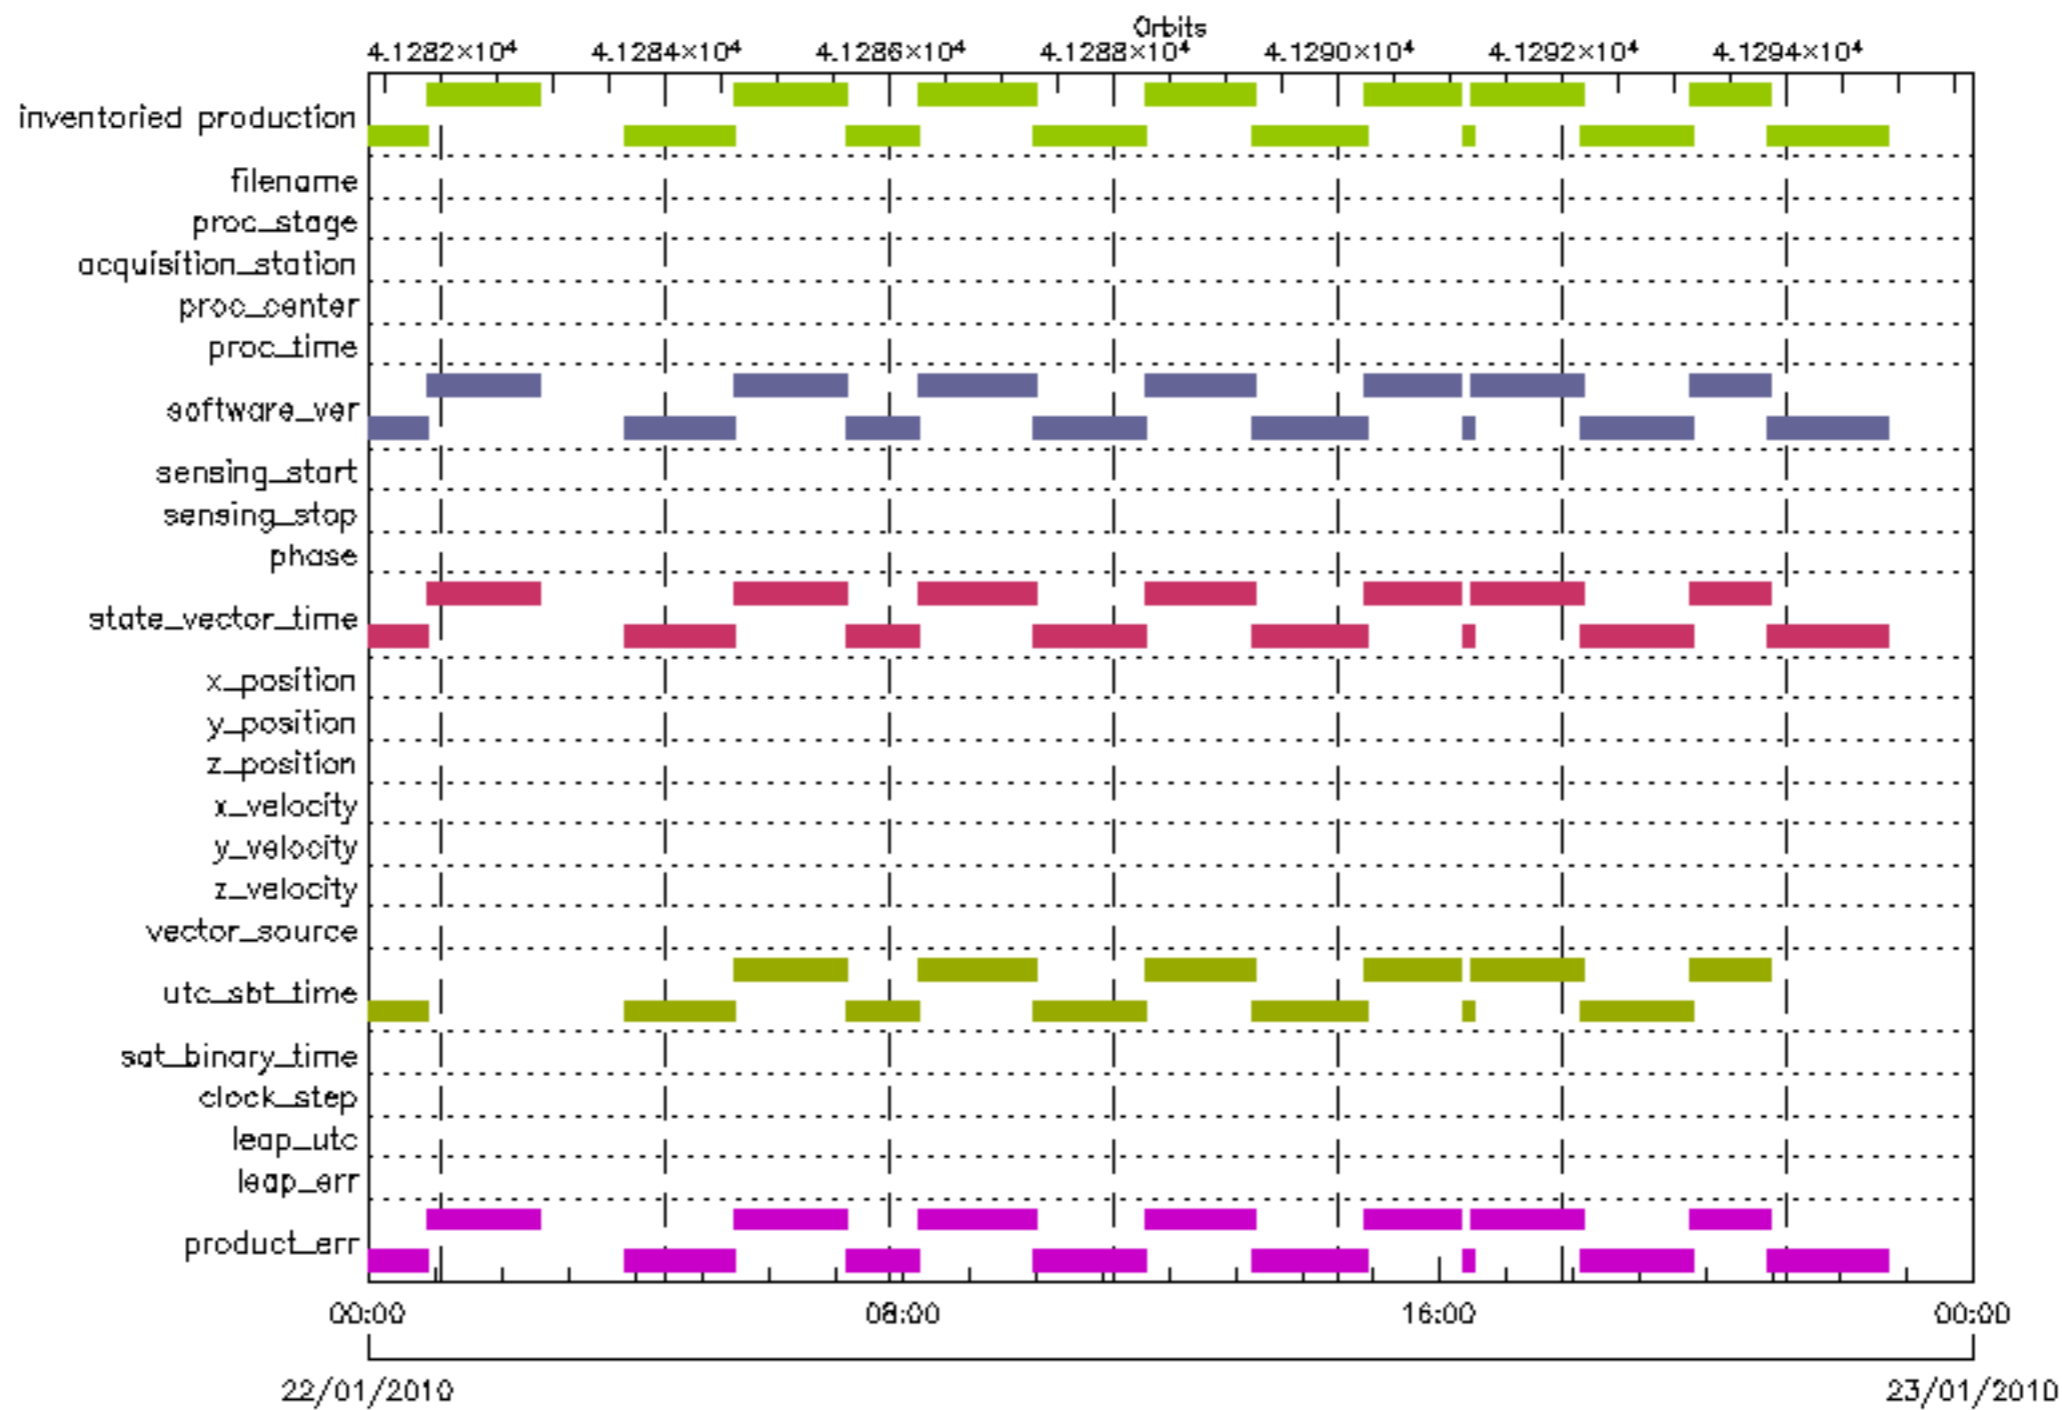 Orbits
4.1282×10⁴ 4.1284×10⁴ 4.1286×10⁴ 4.1288×10⁴ 4.1290×10⁴ 4.1292×10⁴ 4.1294×10⁴
inventoried production
filename
proc_stage
acquisition_station
proc_center
proc_time
software_ver
sensing_start
sensing_stop
phase
state_vector_time
x_position
y_position
z_position
x_velocity
y_velocity
z_velocity
vector_source
utc_sbt_time
sat_binary_time
clock_step
leap_utc
leap_err
product_err
00:00 08:00 16:00 00:00
22/01/2010 23/01/2010